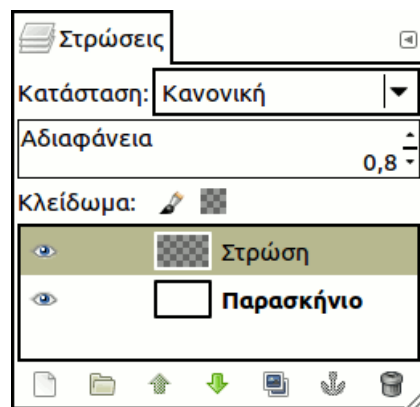 Στρώσεις
Κατάσταση: Κανονική
Αδιαφάνεια
0,8
Κλείδωμα:
Στρώση
Παρασκήνιο